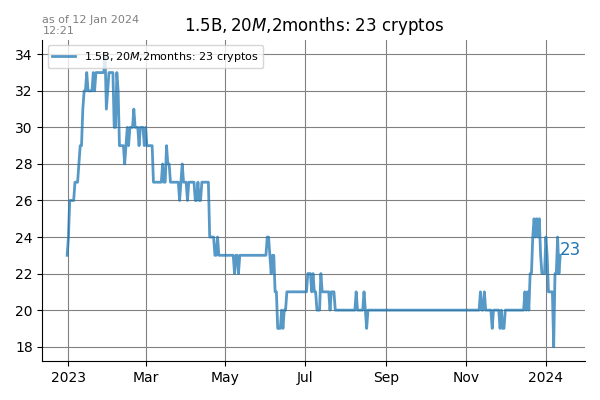 as of 12 Jan 2024
12:21
1.5B, 20M,2months: 23 cryptos
1.5B, 20M,2months: 23 cryptos
34
32
30
28
26
24
22
20
18
23
2023
Mar
May
Jul
Sep
Nov
2024